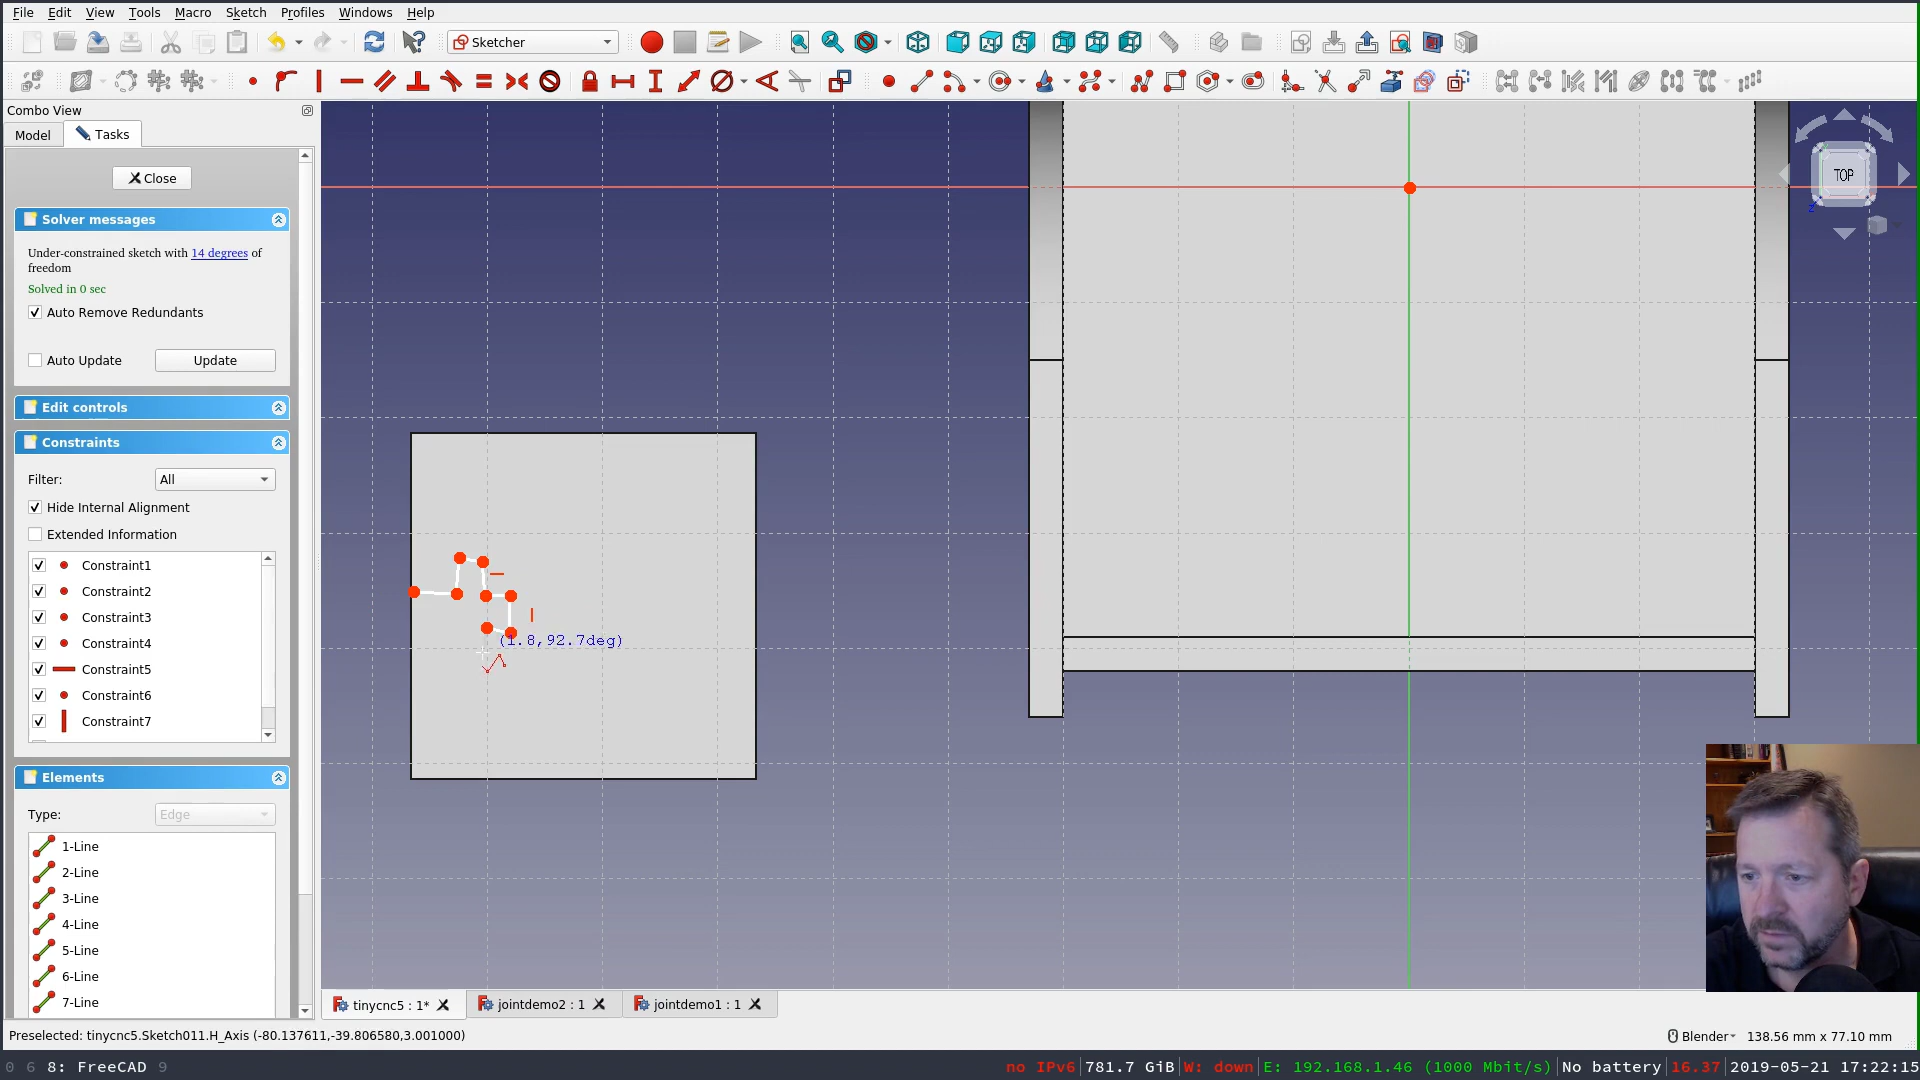 File Edit View Tools Macro Sketch Profiles Windows Help
Sketcher
Combo View
Model Tasks
Close
Solver messages
Under-constrained sketch with 14 degrees of
freedom
Solved in 0 sec
Auto Remove Redundants
Auto Update Update
Edit controls
Constraints
Filter: All
Hide Internal Alignment
Extended Information
Constraint1
Constraint2
Constraint3
Constraint4
Constraint5
Constraint6
Constraint7
Elements
Type: Edge
1-Line
2-Line
3-Line
4-Line
5-Line
6-Line
7-Line
TOP
Z
(1.8,92.7deg)
tinycnc5 : 1* jointdemo2 : 1 jointdemo1 : 1
Preselected: tinycnc5.Sketch011.H_Axis (-80.137611,-39.806580,3.001000)
Blender 138.56 mm x 77.10 mm
0 6 8: FreeCAD 9
no IPv6|781.7 GiB|W: down|E: 192.168.1.46 (1000 Mbit/s)|No battery|16.37|2019-05-21 17:22:15